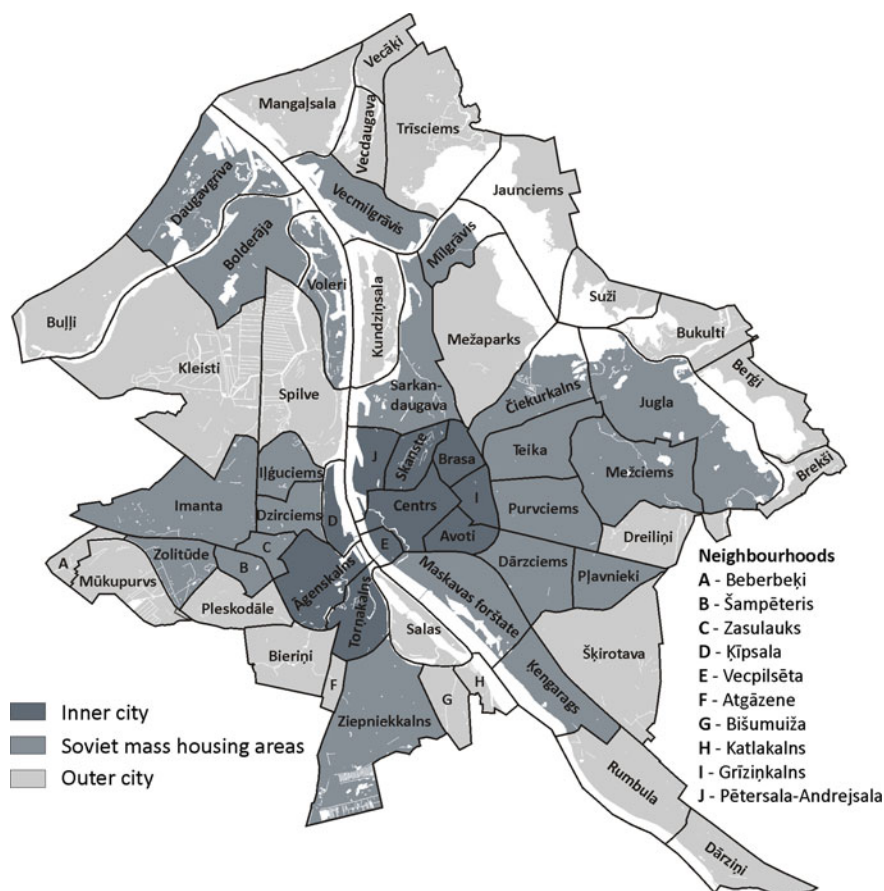 Vecāķi
Mangaļsala
Vecdaugava
Trīsciems
Jaunciems
Daugavgrīva
Vecmīlgrāvis
Mīlgrāvis
Bolderāja
Voleri
Kundziņsala
Suži
Bukulti
Buļļi
Mežaparks
Berģi
Kleisti
Spilve
Sarkan-
daugava
Čiekurkalns
Jugla
J
Skanste
Brasa
Teika
Brekši
Iļģuciems
Mežciems
Imanta
I
Centrs
Dzirciems
D
Purvciems
Avoti
Dreiliņi
E
C
Zolitūde
B
A
Mūkupurvs
Āgenskalns
Maskavas forštate
Dārzciems
Pļavnieki
Pleskodāle
Torņakalns
Salas
Bieriņi
Šķirotava
F
H
G
Ķengarags
Ziepniekkalns
Rumbula
Dārziņi
Neighbourhoods
A - Beberbeķi
B - Šampēteris
C - Zasulauks
D - Ķīpsala
E - Vecpilsēta
F - Atgāzene
G - Bišumuiža
H - Katlakalns
I - Grīziņkalns
J - Pētersala-Andrejsala
Inner city
Soviet mass housing areas
Outer city